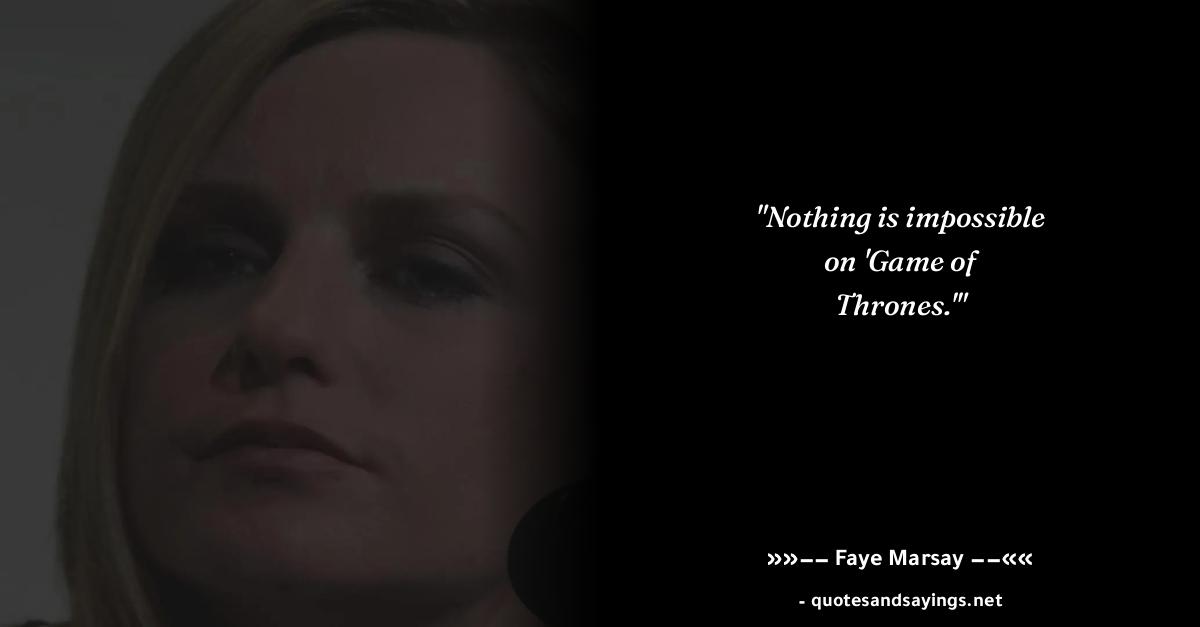 "Nothing is impossible
on 'Game of
Thrones.'"
»»–– Faye Marsay ––««
- quotesandsayings.net